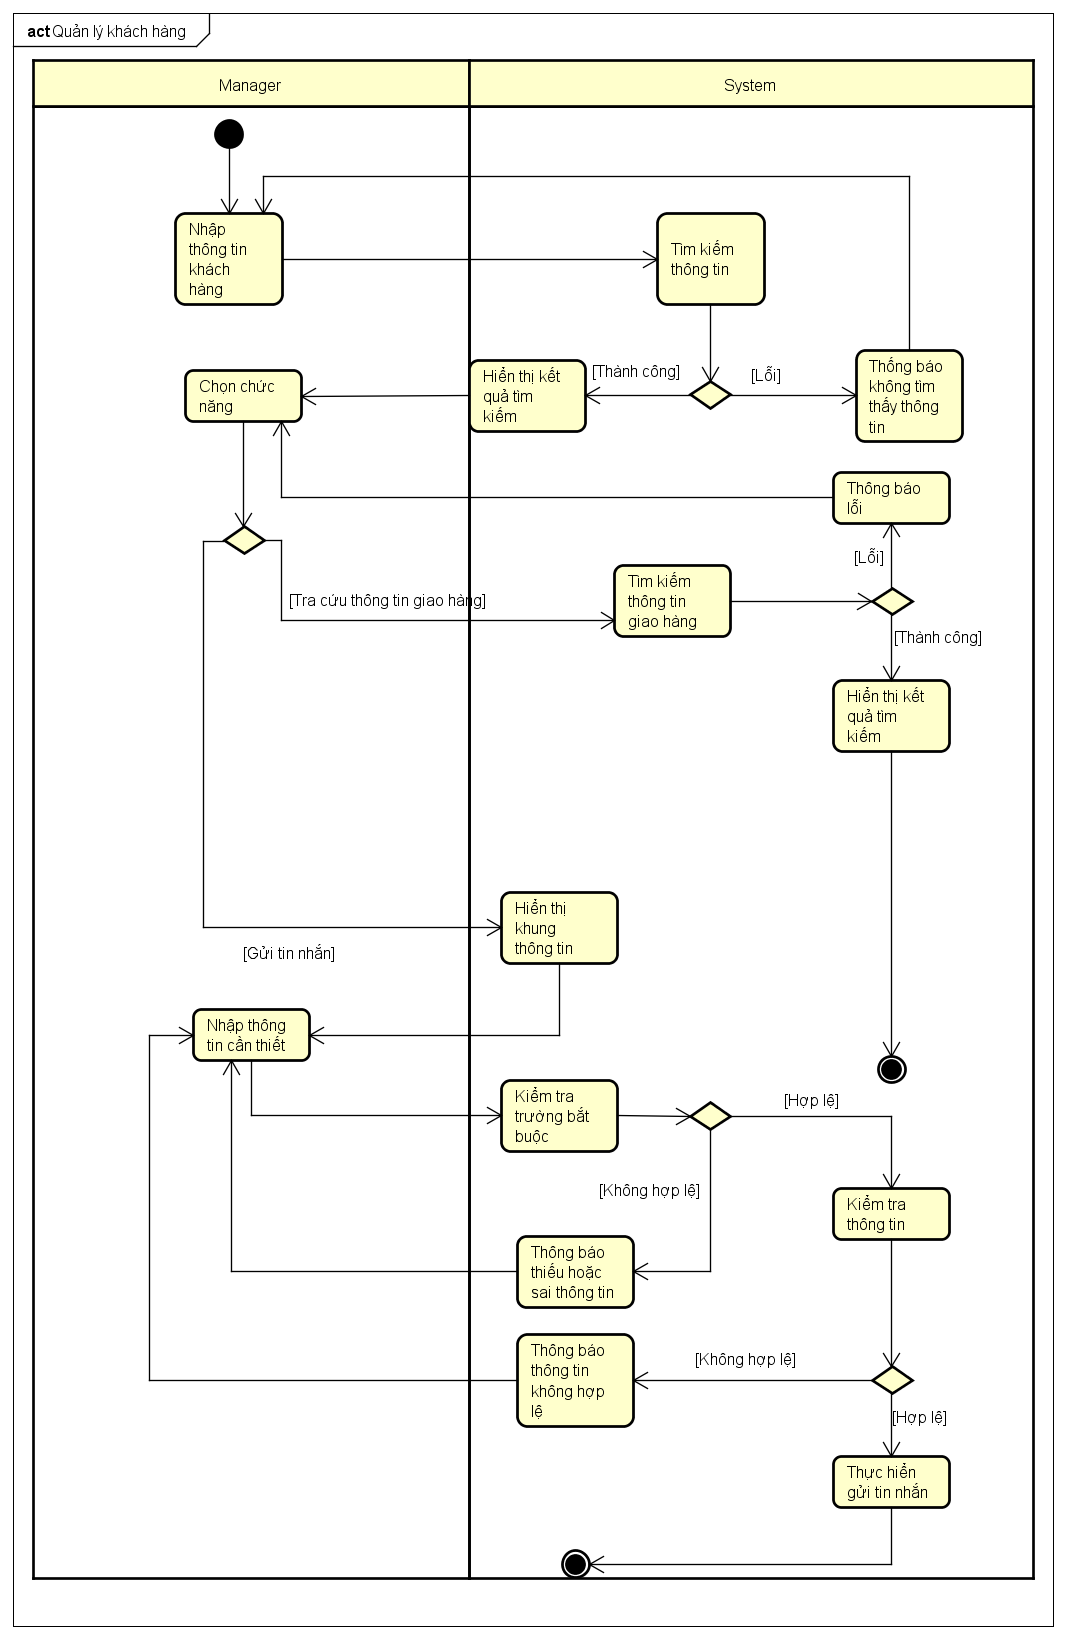 act Quản lý khách hàng
Manager
System
Nhập
thông tin
khách
hàng
Tìm kiếm
thông tin
Chọn chức
năng
Hiển thị kết
quả tìm
kiếm
[Thành công]
[Lỗi]
Thống báo
không tìm
thấy thông
tin
Thông báo
lỗi
[Lỗi]
[Tra cứu thông tin giao hàng]
Tìm kiếm
thông tin
giao hàng
[Thành công]
Hiển thị kết
quả tìm
kiếm
Hiển thị
khung
thông tin
[Gửi tin nhắn]
Nhập thông
tin cần thiết
Kiểm tra
trường bắt
buộc
[Hợp lệ]
[Không hợp lệ]
Kiểm tra
thông tin
Thông báo
thiếu hoặc
sai thông tin
Thông báo
thông tin
không hợp
lệ
[Không hợp lệ]
[Hợp lệ]
Thực hiển
gửi tin nhắn